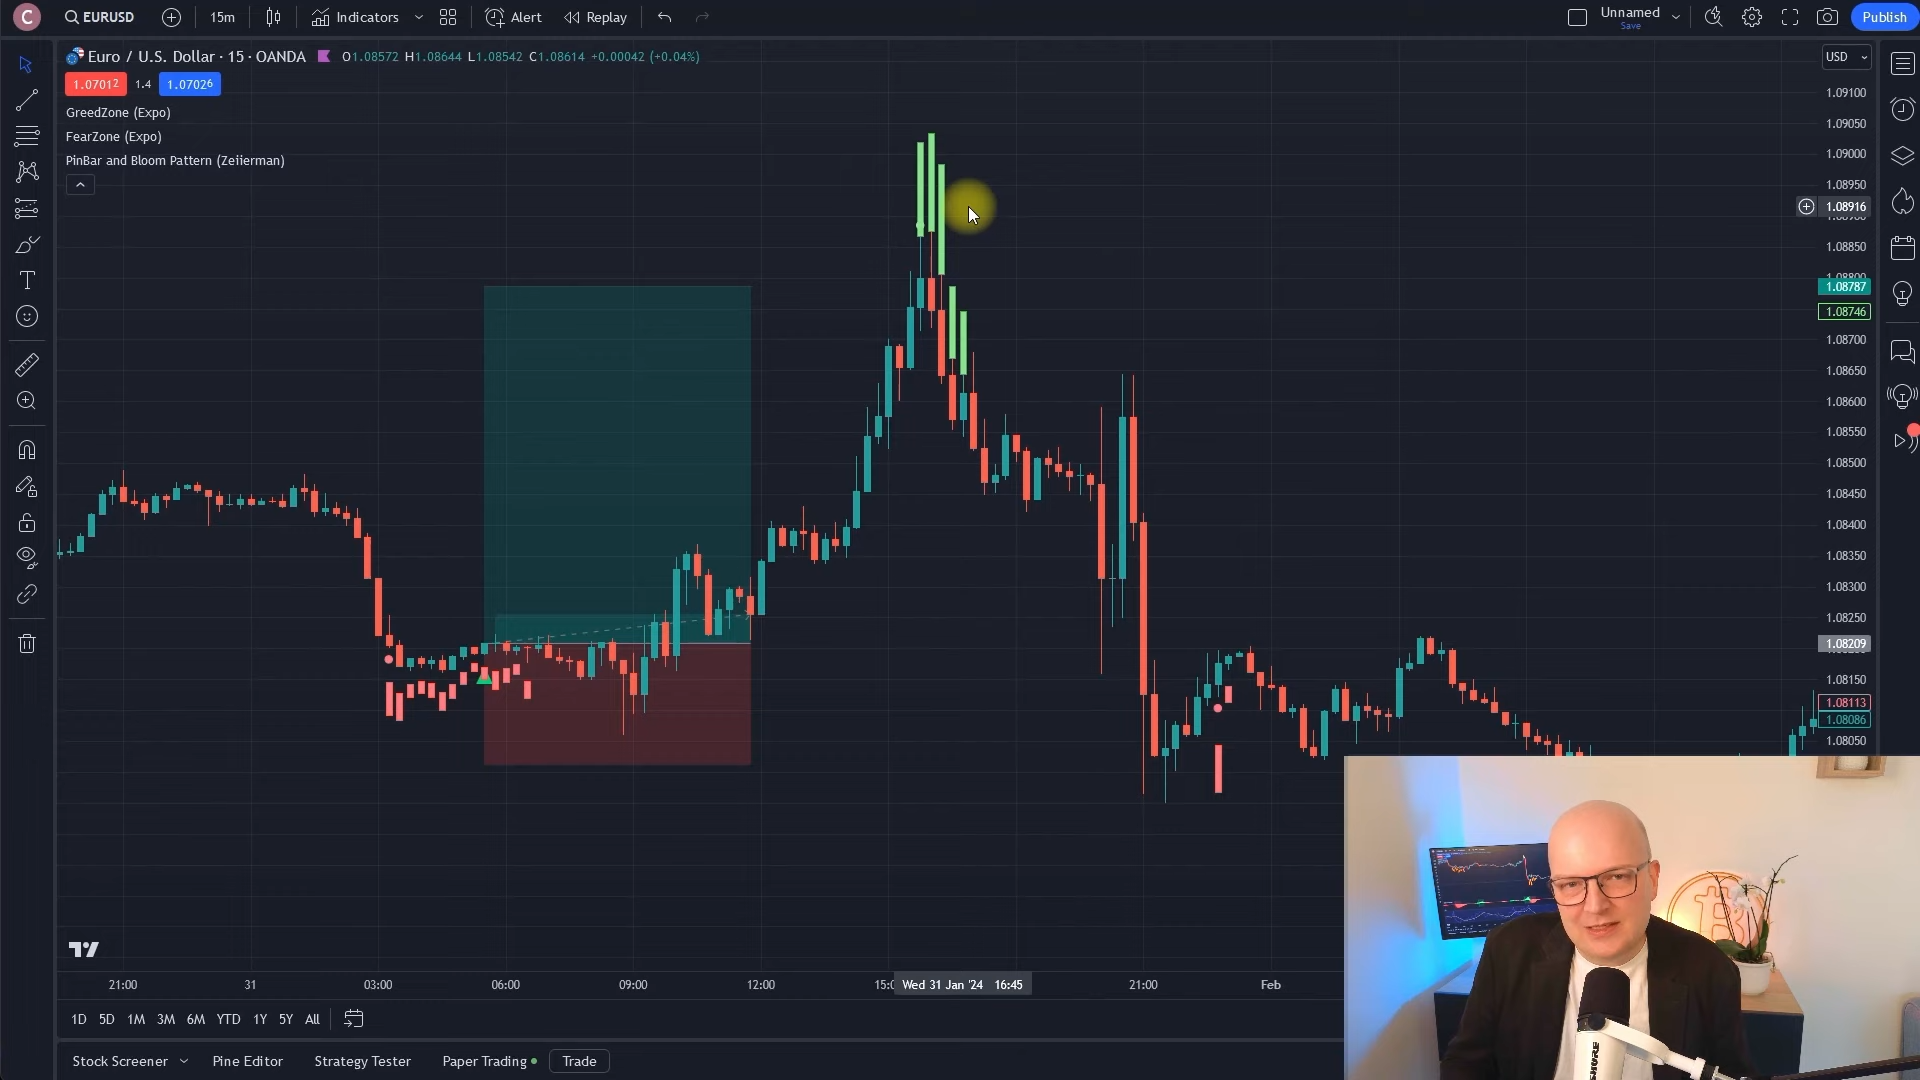 C
EURUSD
15m
Indicators
Alert
Replay
Unnamed
Save
Publish
Euro / U.S. Dollar · 15 · OANDA
O1.08572 H1.08644 L1.08542 C1.08614 +0.00042 (+0.04%)
USD
1.07012
1.4
1.07026
GreedZone (Expo)
FearZone (Expo)
PinBar and Bloom Pattern (Zeiierman)
1.09100
1.09050
1.09000
1.08950
1.08916
1.08850
1.08787
1.08746
1.08700
1.08650
1.08600
1.08550
1.08500
1.08450
1.08400
1.08350
1.08300
1.08250
1.08209
1.08150
1.08113
1.08086
1.08050
21:00
31
03:00
06:00
09:00
12:00
Wed 31 Jan '24 16:45
21:00
Feb
1D 5D 1M 3M 6M YTD 1Y 5Y All
Stock Screener
Pine Editor
Strategy Tester
Paper Trading
Trade
SHURE